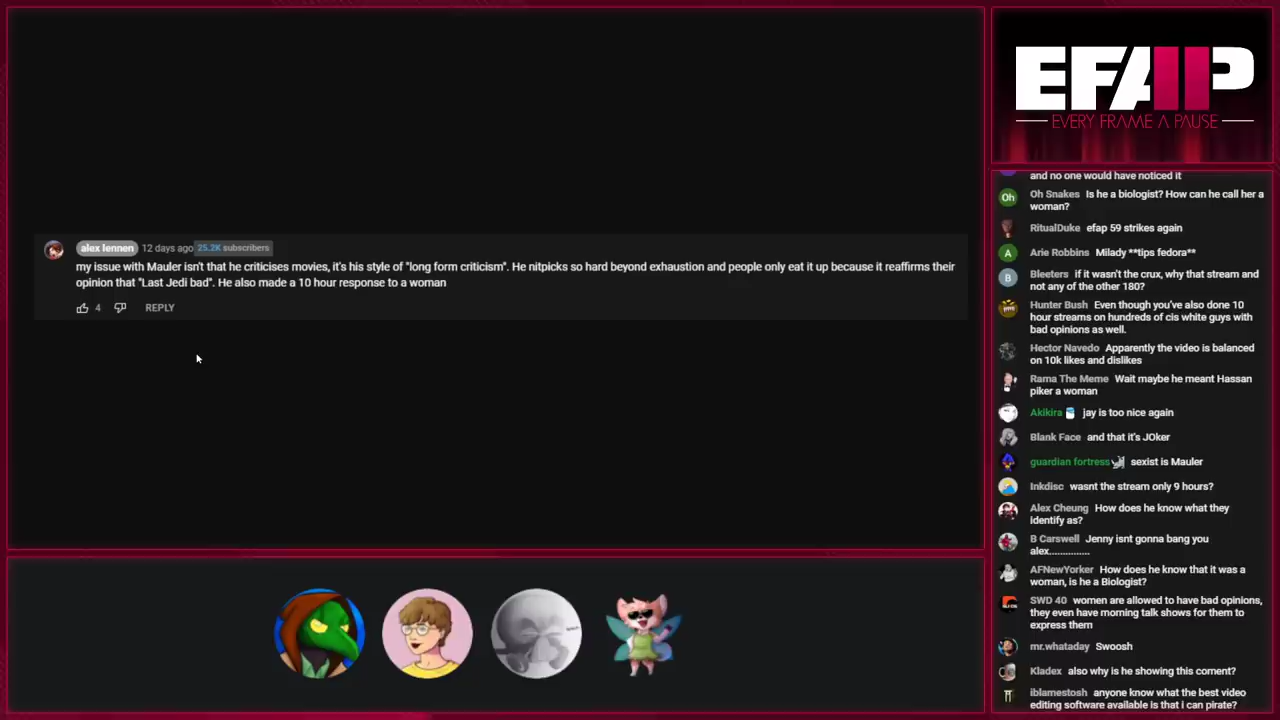 EFAP
EVERY FRAME A PAUSE
alex lennen 12 days ago 25.2K subscribers
my issue with Mauler isn't that he criticises movies, it's his style of "long form criticism". He nitpicks so hard beyond exhaustion and people only eat it up because it reaffirms their
opinion that "Last Jedi bad". He also made a 10 hour response to a woman
4 REPLY
and no one would have noticed it
Oh Oh Snakes Is he a biologist? How can he call her a
woman?
RitualDuke efap 59 strikes again
A Arie Robbins Milady **tips fedora**
B Bleeters if it wasn't the crux, why that stream and
not any of the other 180?
Hunter Bush Even though you've also done 10
hour streams on hundreds of cis white guys with
bad opinions as well.
Hector Navedo Apparently the video is balanced
on 10k likes and dislikes
Rama The Meme Wait maybe he meant Hassan
piker a woman
Akikira jay is too nice again
Blank Face and that it's JOker
guardian fortress sexist is Mauler
Inkdisc wasnt the stream only 9 hours?
Alex Cheung How does he know what they
identify as?
B Carswell Jenny isnt gonna bang you
alex...............
AFNewYorker How does he know that it was a
woman, is he a Biologist?
SWD 40 women are allowed to have bad opinions,
they even have morning talk shows for them to
express them
mr.whataday Swoosh
Kladex also why is he showing this coment?
iblamestosh anyone know what the best video
editing software available is that i can pirate?